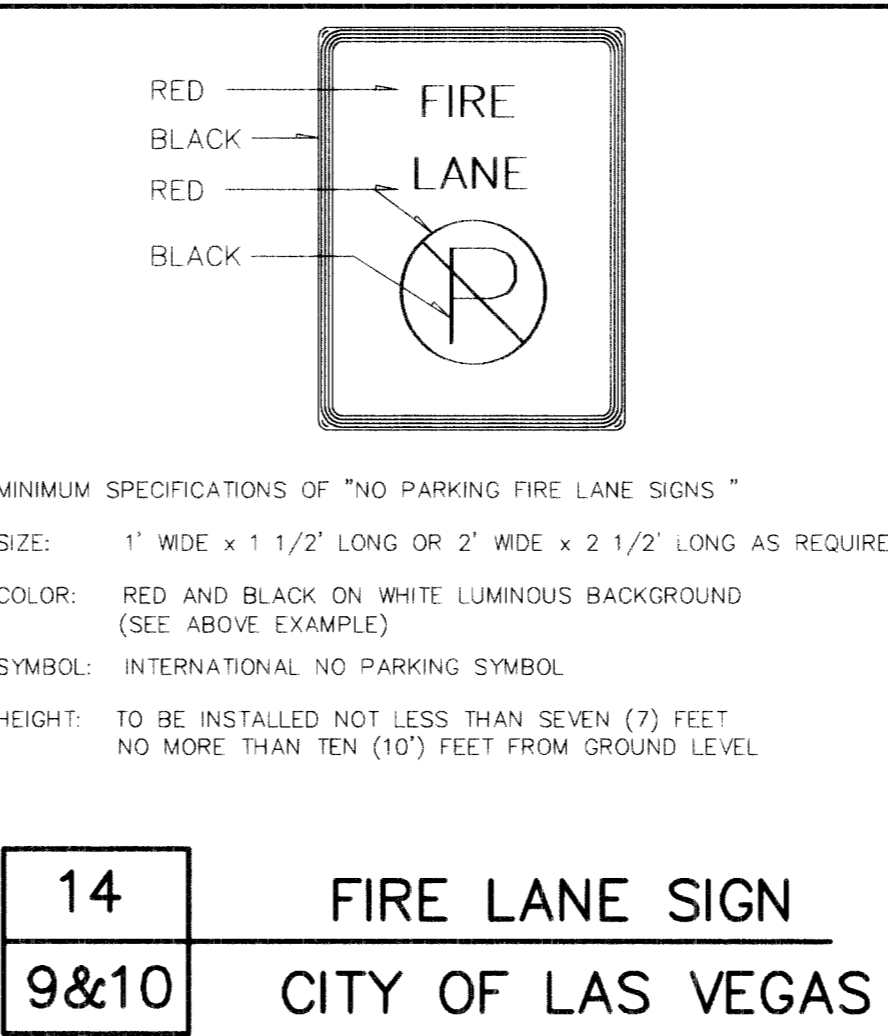 RED
FIRE
BLACK
RED
LANE
BLACK
P
MINIMUM SPECIFICATIONS OF "NO PARKING FIRE LANE SIGNS "
SIZE: 1' WIDE x 1 1/2' LONG OR 2' WIDE x 2 1/2' LONG AS REQUIRE
COLOR: RED AND BLACK ON WHITE LUMINOUS BACKGROUND
(SEE ABOVE EXAMPLE)
SYMBOL: INTERNATIONAL NO PARKING SYMBOL
HEIGHT: TO BE INSTALLED NOT LESS THAN SEVEN (7) FEET
NO MORE THAN TEN (10') FEET FROM GROUND LEVEL
14
FIRE LANE SIGN
9&10
CITY OF LAS VEGAS